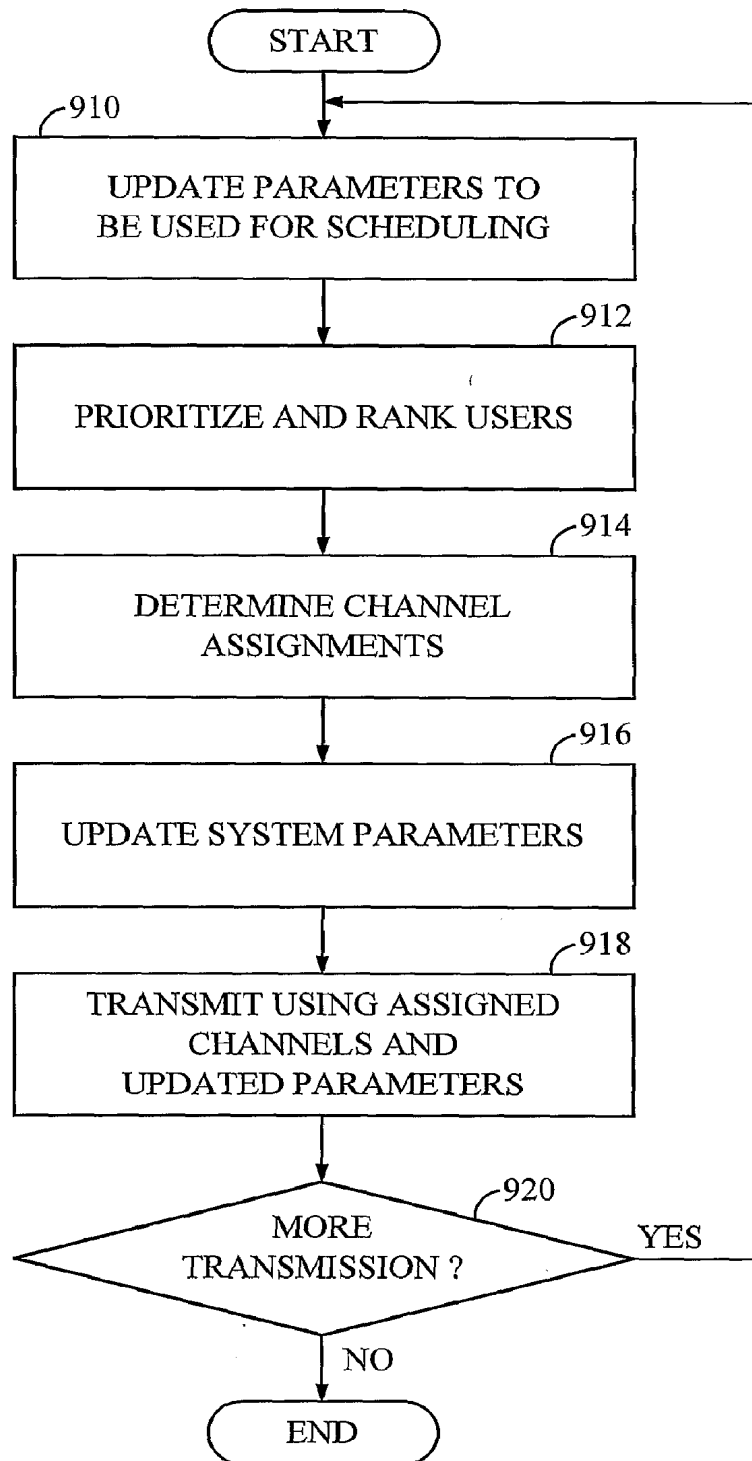 START
910
UPDATE PARAMETERS TO
BE USED FOR SCHEDULING
912
PRIORITIZE AND RANK USERS
914
DETERMINE CHANNEL
ASSIGNMENTS
916
UPDATE SYSTEM PARAMETERS
918
TRANSMIT USING ASSIGNED
CHANNELS AND
UPDATED PARAMETERS
920
MORE
TRANSMISSION ?
YES
NO
END